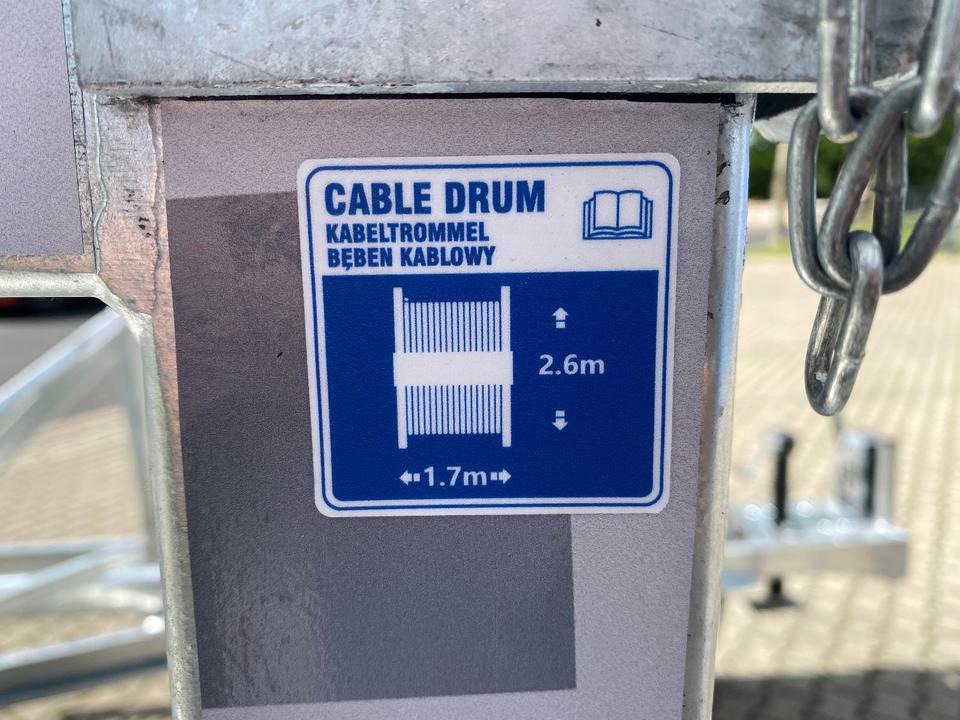 CABLE DRUM
KABELTROMMEL
BĘBEN KABLOWY
2.6m
1.7m